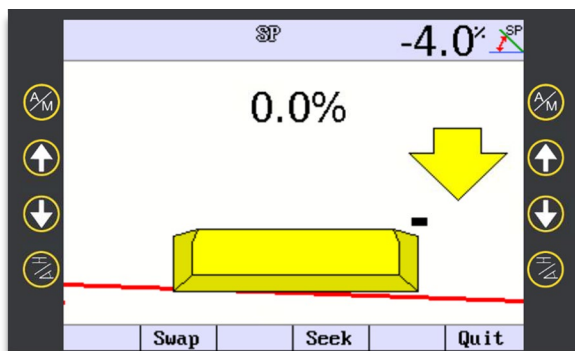 SP -4.0% SP
0.0%
A/M A/M
H H
Swap Seek Quit